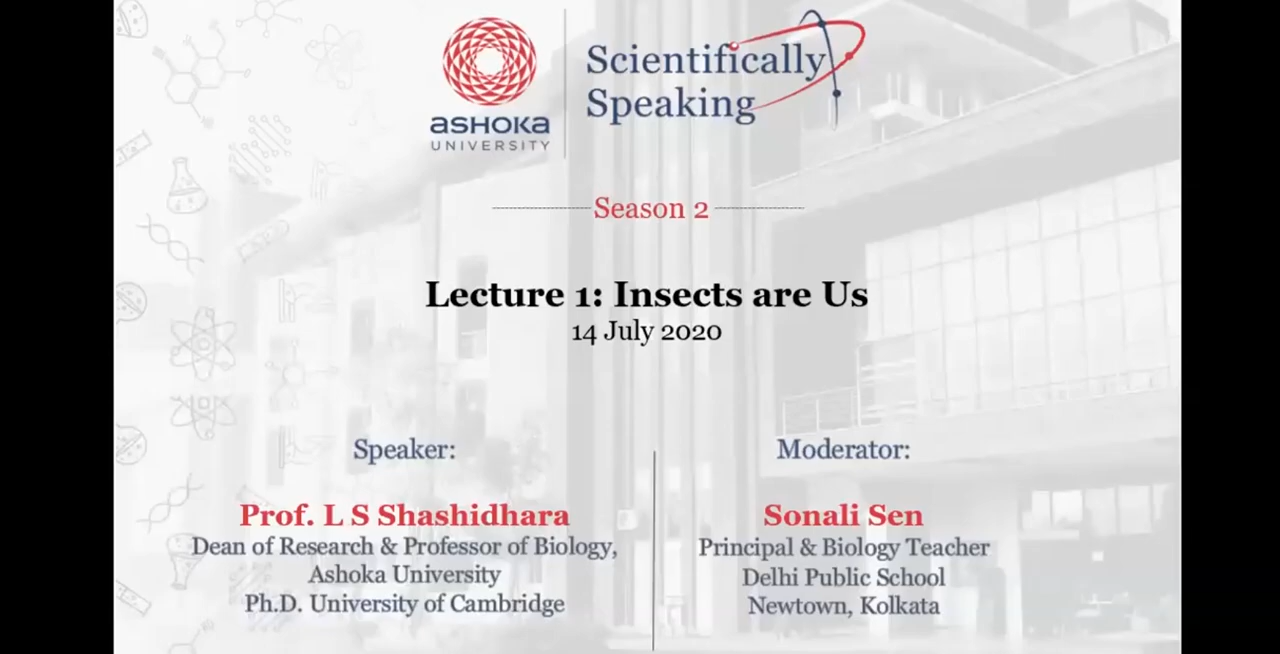 ASHOKA
UNIVERSITY
Scientifically
Speaking
Season 2
Lecture 1: Insects are Us
14 July 2020
Speaker:
Prof. L S Shashidhara
Dean of Research & Professor of Biology,
Ashoka University
Ph.D. University of Cambridge
Moderator:
Sonali Sen
Principal & Biology Teacher
Delhi Public School
Newtown, Kolkata